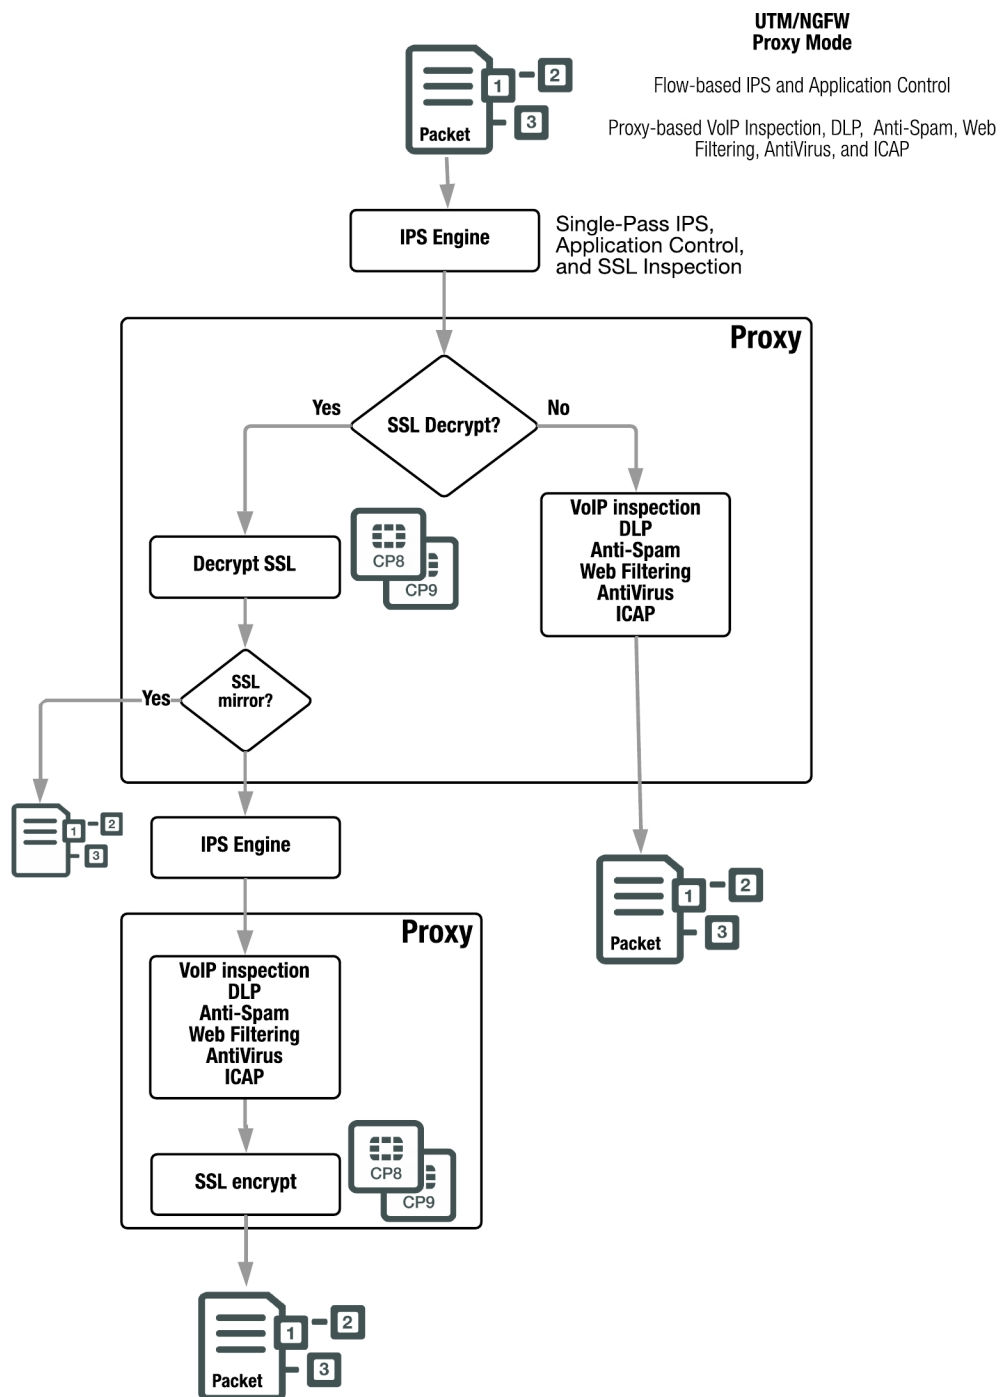 UTM/NGFW
Proxy Mode
Flow-based IPS and Application Control
Proxy-based VoIP Inspection, DLP, Anti-Spam, Web
Filtering, AntiVirus, and ICAP
1
2
3
Packet
IPS Engine
Single-Pass IPS,
Application Control,
and SSL Inspection
Proxy
SSL Decrypt?
Yes
No
Decrypt SSL
CP8
CP9
VoIP inspection
DLP
Anti-Spam
Web Filtering
AntiVirus
ICAP
SSL
mirror?
Yes
1
2
3
IPS Engine
1
2
3
Packet
Proxy
VoIP inspection
DLP
Anti-Spam
Web Filtering
AntiVirus
ICAP
SSL encrypt
CP8
CP9
1
2
3
Packet